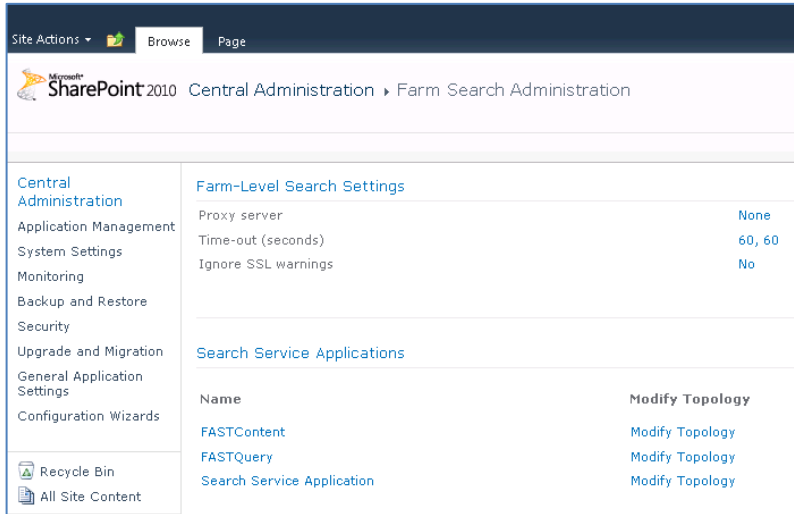 Site Actions Browse Page
Microsoft
SharePoint 2010 Central Administration Farm Search Administration
Central
Administration
Application Management
System Settings
Monitoring
Backup and Restore
Security
Upgrade and Migration
General Application
Settings
Configuration Wizards
Recycle Bin
All Site Content
Farm-Level Search Settings
Proxy server None
Time-out (seconds) 60, 60
Ignore SSL warnings No
Search Service Applications
Name Modify Topology
FASTContent Modify Topology
FASTQuery Modify Topology
Search Service Application Modify Topology